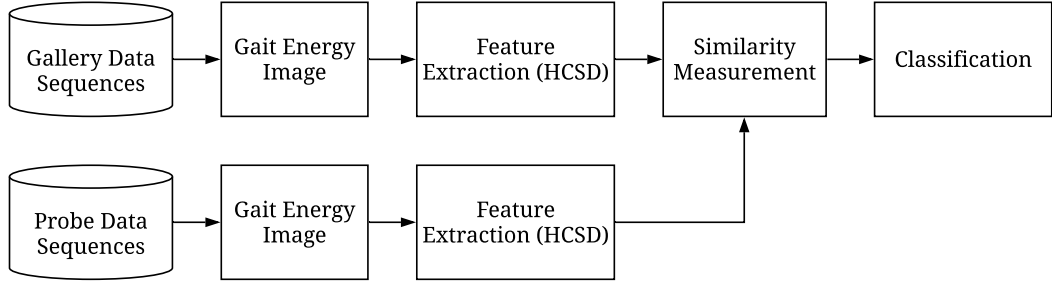 Gallery Data
Sequences
Gait Energy
Image
Feature
Extraction (HCSD)
Similarity
Measurement
Classification
Probe Data
Sequences
Gait Energy
Image
Feature
Extraction (HCSD)